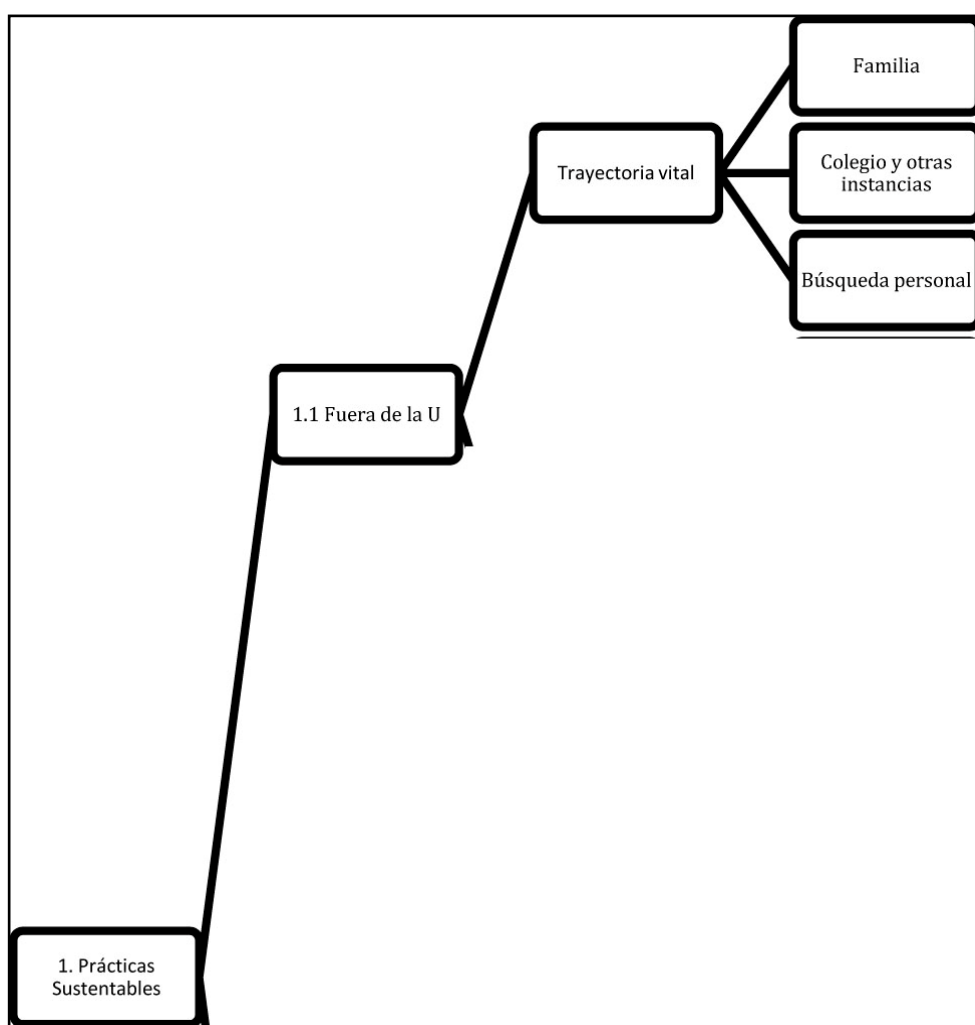 Familia
Trayectoria vital
Colegio y otras
instancias
Búsqueda personal
1.1 Fuera de la U
1. Prácticas
Sustentables